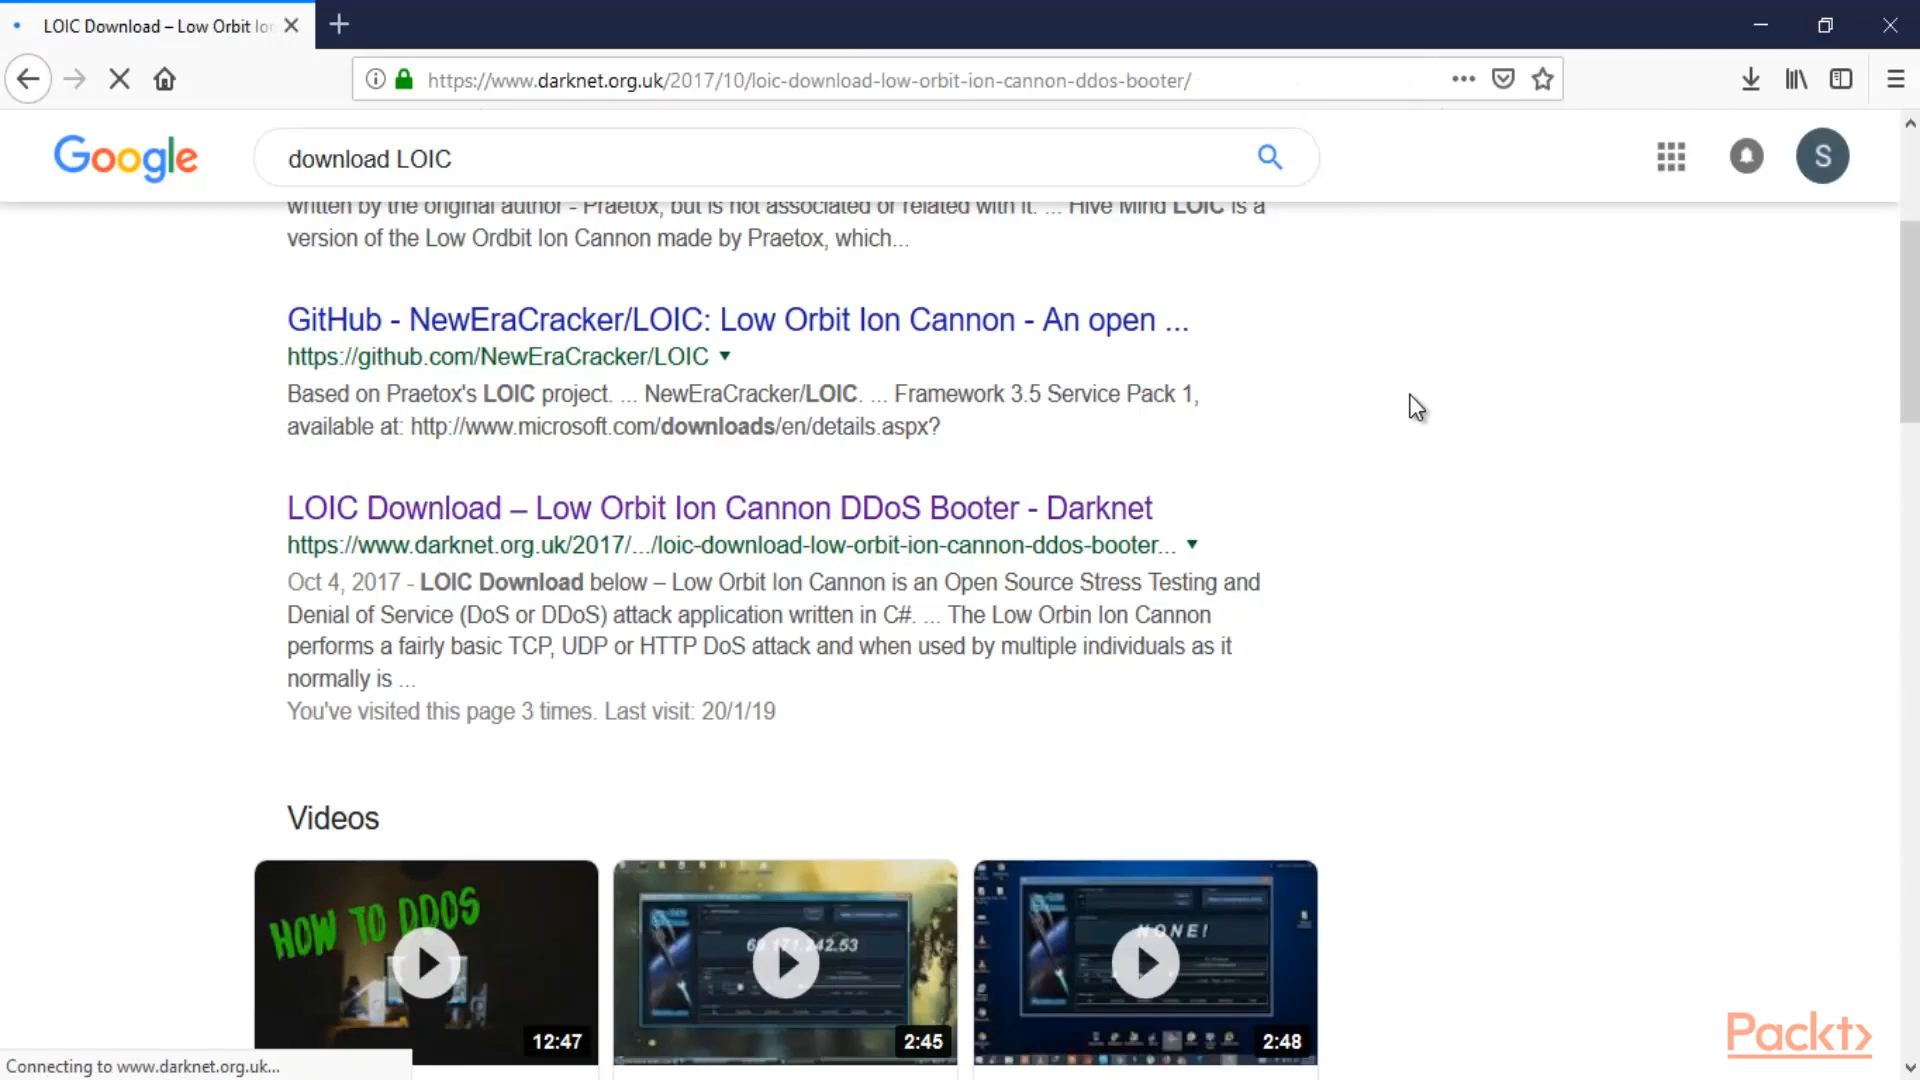 LOIC Download – Low Orbit Ion
https://www.darknet.org.uk/2017/10/loic-download-low-orbit-ion-cannon-ddos-booter/
Google
download LOIC
S
written by the original author - Praetox, but is not associated or related with it. ... Hive Mind LOIC is a
version of the Low Ordbit Ion Cannon made by Praetox, which...
GitHub - NewEraCracker/LOIC: Low Orbit Ion Cannon - An open ...
https://github.com/NewEraCracker/LOIC
Based on Praetox's LOIC project. ... NewEraCracker/LOIC. ... Framework 3.5 Service Pack 1,
available at: http://www.microsoft.com/downloads/en/details.aspx?
LOIC Download – Low Orbit Ion Cannon DDoS Booter - Darknet
https://www.darknet.org.uk/2017/.../loic-download-low-orbit-ion-cannon-ddos-booter...
Oct 4, 2017 - LOIC Download below – Low Orbit Ion Cannon is an Open Source Stress Testing and
Denial of Service (DoS or DDoS) attack application written in C#. ... The Low Orbin Ion Cannon
performs a fairly basic TCP, UDP or HTTP DoS attack and when used by multiple individuals as it
normally is ...
You've visited this page 3 times. Last visit: 20/1/19
Videos
HOW TO DDOS
NONE!
12:47
2:45
2:48
Packt>
Connecting to www.darknet.org.uk...